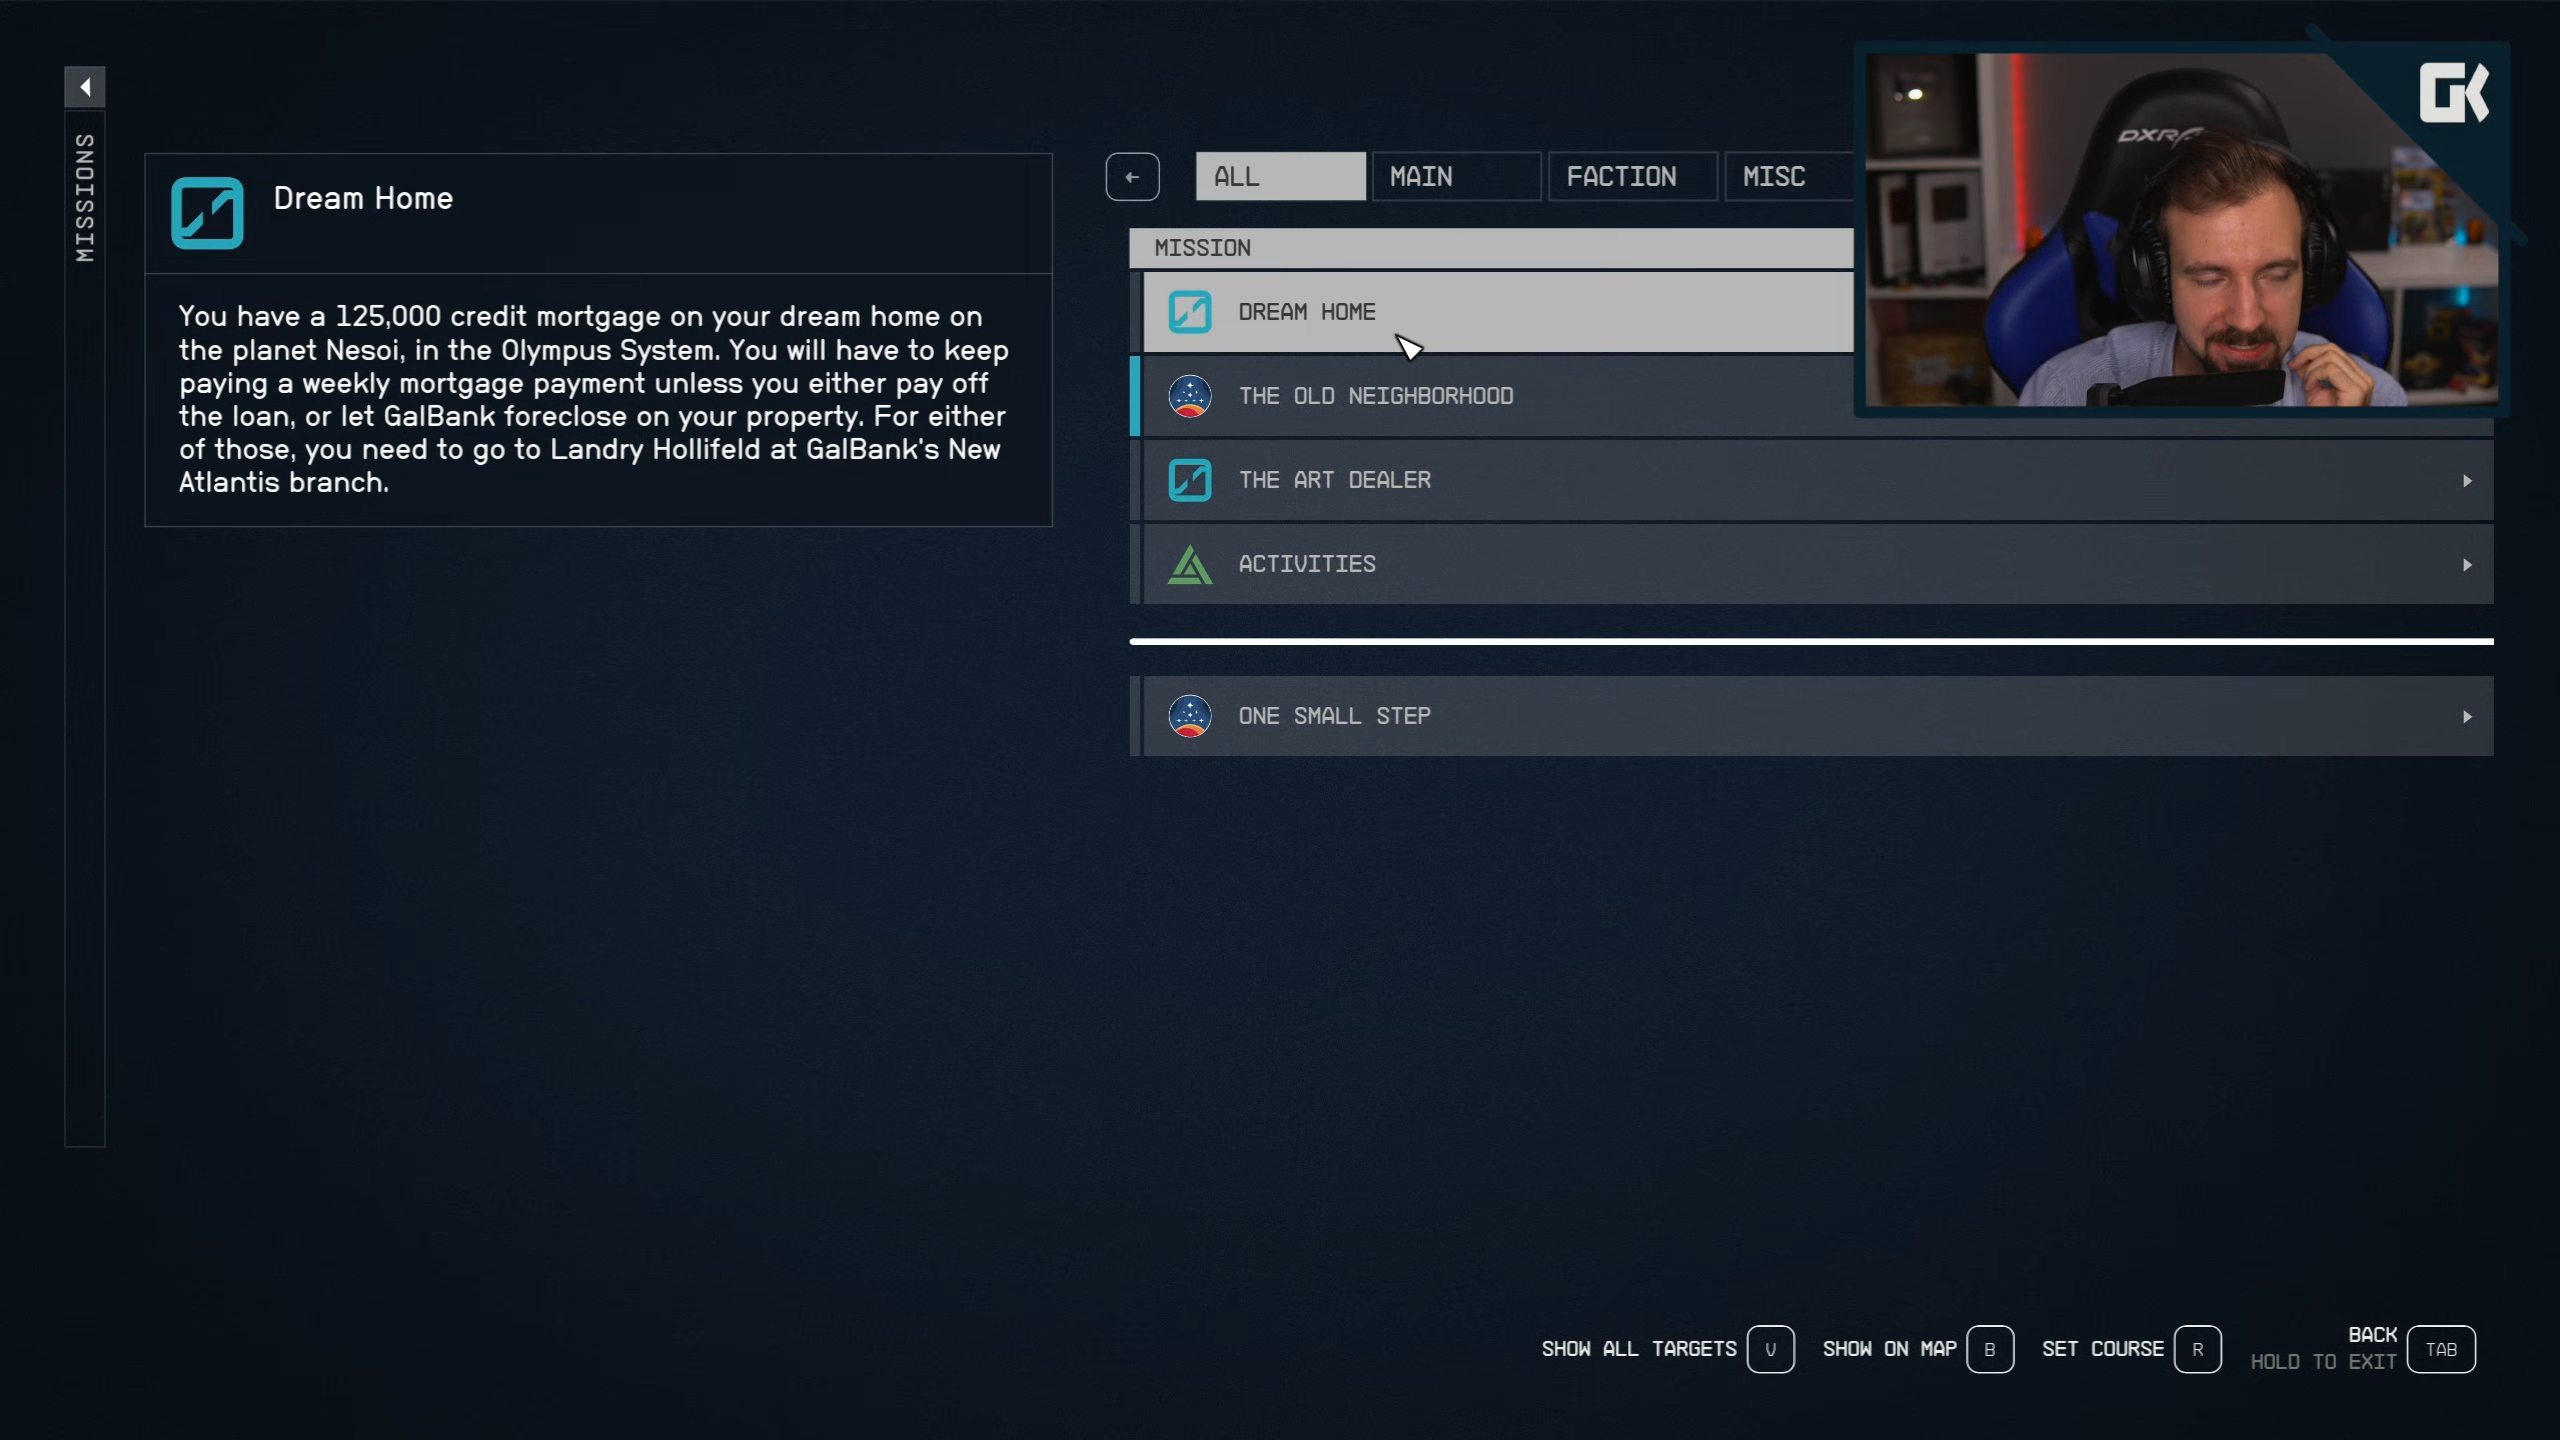 MISSIONS
Dream Home
You have a 125,000 credit mortgage on your dream home on
the planet Nesoi, in the Olympus System. You will have to keep
paying a weekly mortgage payment unless you either pay off
the loan, or let GalBank foreclose on your property. For either
of those, you need to go to Landry Hollifeld at GalBank's New
Atlantis branch.
ALL MAIN FACTION MISC
MISSION
DREAM HOME
THE OLD NEIGHBORHOOD
THE ART DEALER
ACTIVITIES
ONE SMALL STEP
GK
SHOW ALL TARGETS V SHOW ON MAP B SET COURSE R BACK TAB
HOLD TO EXIT